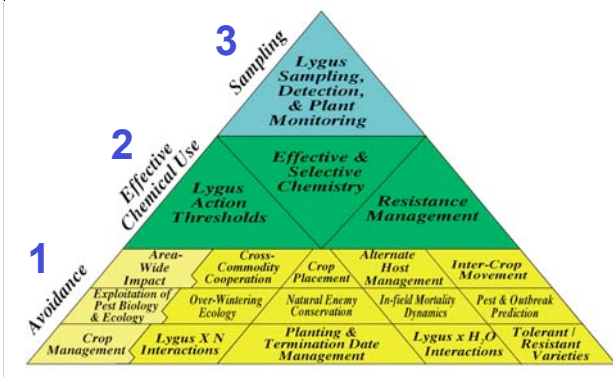 3
Sampling
Lygus
Sampling,
Detection,
& Plant
Monitoring
2
Effective
Chemical Use
Lygus
Action
Thresholds
Effective &
Selective
Chemistry
Resistance
Management
1
Avoidance
Area-
Wide
Impact
Cross-
Commodity
Cooperation
Crop
Placement
Alternate
Host
Management
Inter-Crop
Movement
Exploitation of
Pest Biology
& Ecology
Over-Wintering
Ecology
Natural Enemy
Conservation
In-field Mortality
Dynamics
Pest & Outbreak
Prediction
Crop
Management
Lygus X N
Interactions
Planting &
Termination Date
Management
Lygus x H2O
Interactions
Tolerant /
Resistant
Varieties